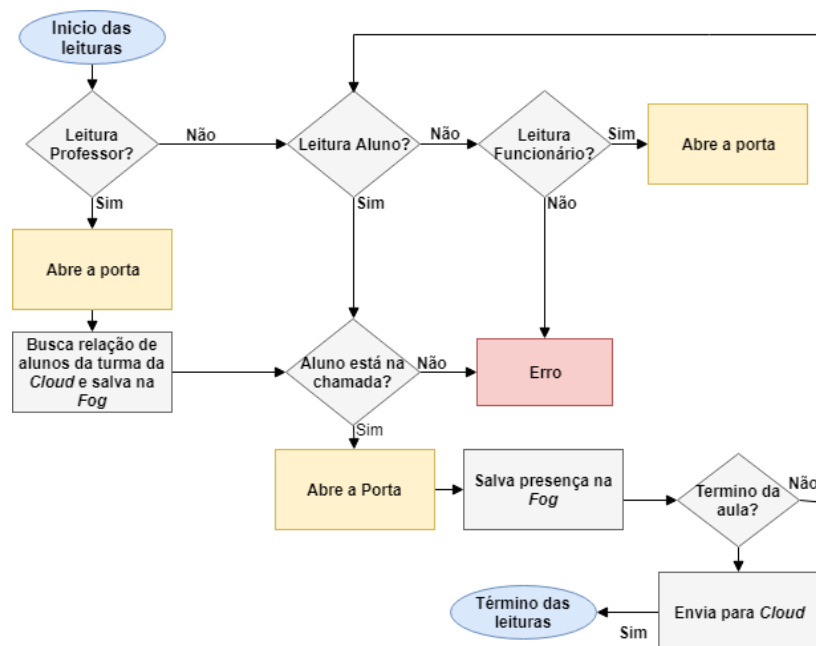 Inicio das
leituras
Leitura
Professor?
Não
Leitura Aluno?
Não
Leitura
Funcionário?
Sim
Abre a porta
Sim
Sim
Não
Abre a porta
Busca relação de
alunos da turma da
Cloud e salva na
Fog
Aluno está na
chamada?
Não
Erro
Sim
Abre a Porta
Salva presença na
Fog
Termino da
aula?
Não
Término das
leituras
Sim
Envia para Cloud